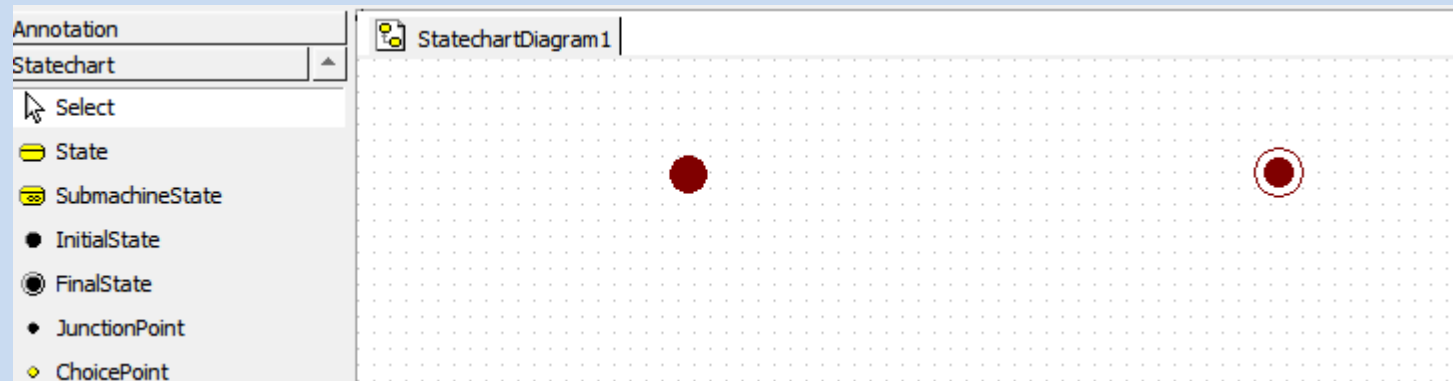 Annotation
Statechart
Select
State
SubmachineState
InitialState
FinalState
JunctionPoint
ChoicePoint
StatechartDiagram1